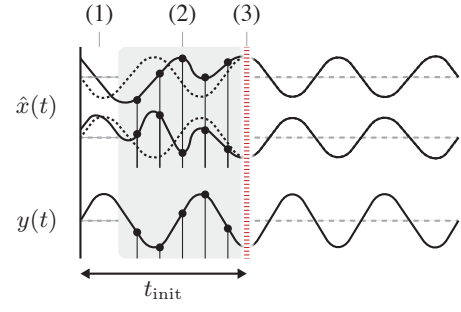 (1) (2) (3)
x̂(t)
y(t)
t_init